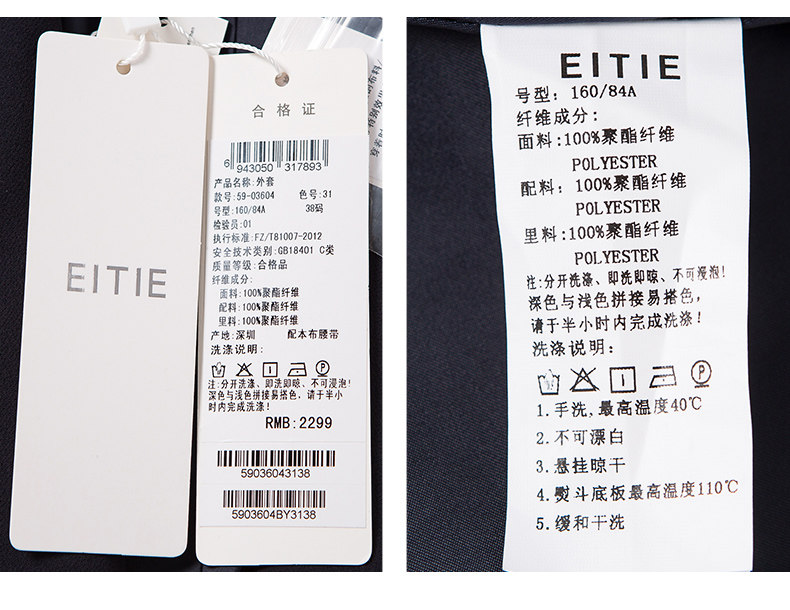 EITIE
合格证
6 943050 317893
产品名称:外套
款号:59-03604 色号:31
号型:160/84A 38码
检验员:01
执行标准:FZ/T81007-2012
安全技术类别:GB18401 C类
质量等级:合格品
纤维成分:
面料:100%聚酯纤维
配料:100%聚酯纤维
里料:100%聚酯纤维
产地:深圳 配本布腰带
洗涤说明:
注:分开洗涤、即洗即晾、不可浸泡!
深色与浅色拼接易搭色,请于半小
时内完成洗涤!
RMB:2299
59036043138
5903604BY3138
EITIE
号型: 160/84A
纤维成分:
面料:100%聚酯纤维
POLYESTER
配料: 100%聚酯纤维
POLYESTER
里料:100%聚酯纤维
POLYESTER
注:分开洗涤、即洗即晾、不可浸泡!
深色与浅色拼接易搭色,
请于半小时内完成洗涤!
洗涤说明:
1.手洗,最高温度40℃
2.不可漂白
3.悬挂晾干
4.熨斗底板最高温度110℃
5.缓和干洗